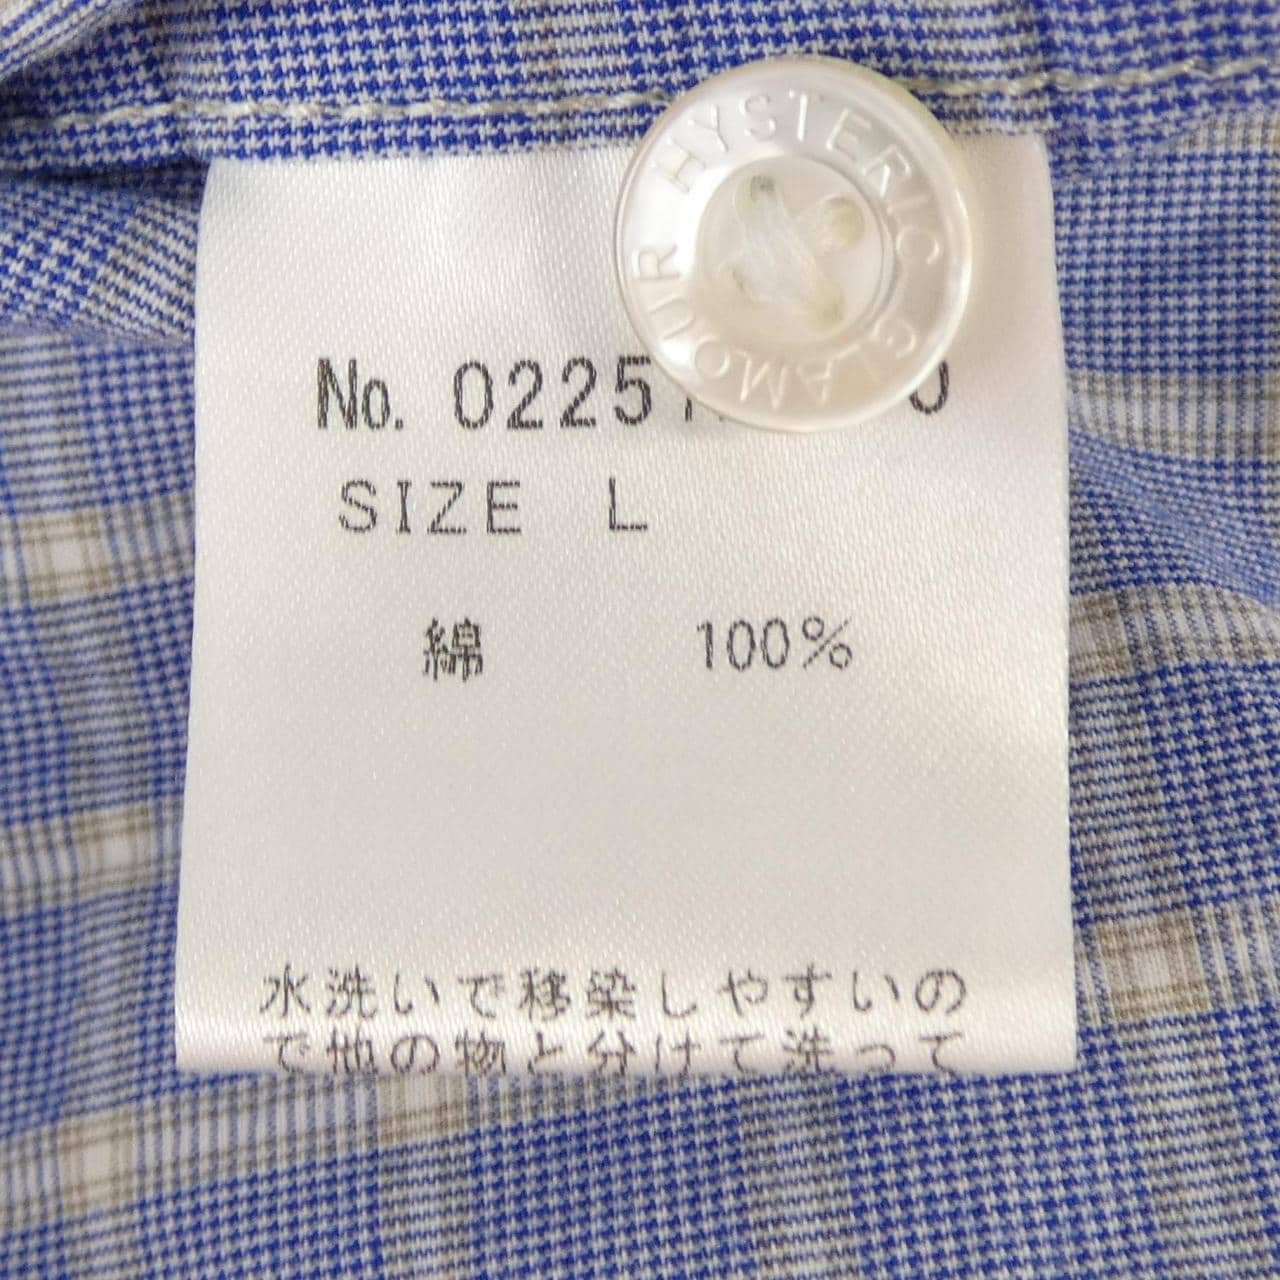 HYSTERIC GLAMOUR
No. 0225
SIZE L
綿 100%
水洗いで移染しやすいの
で他の物と分けて洗って